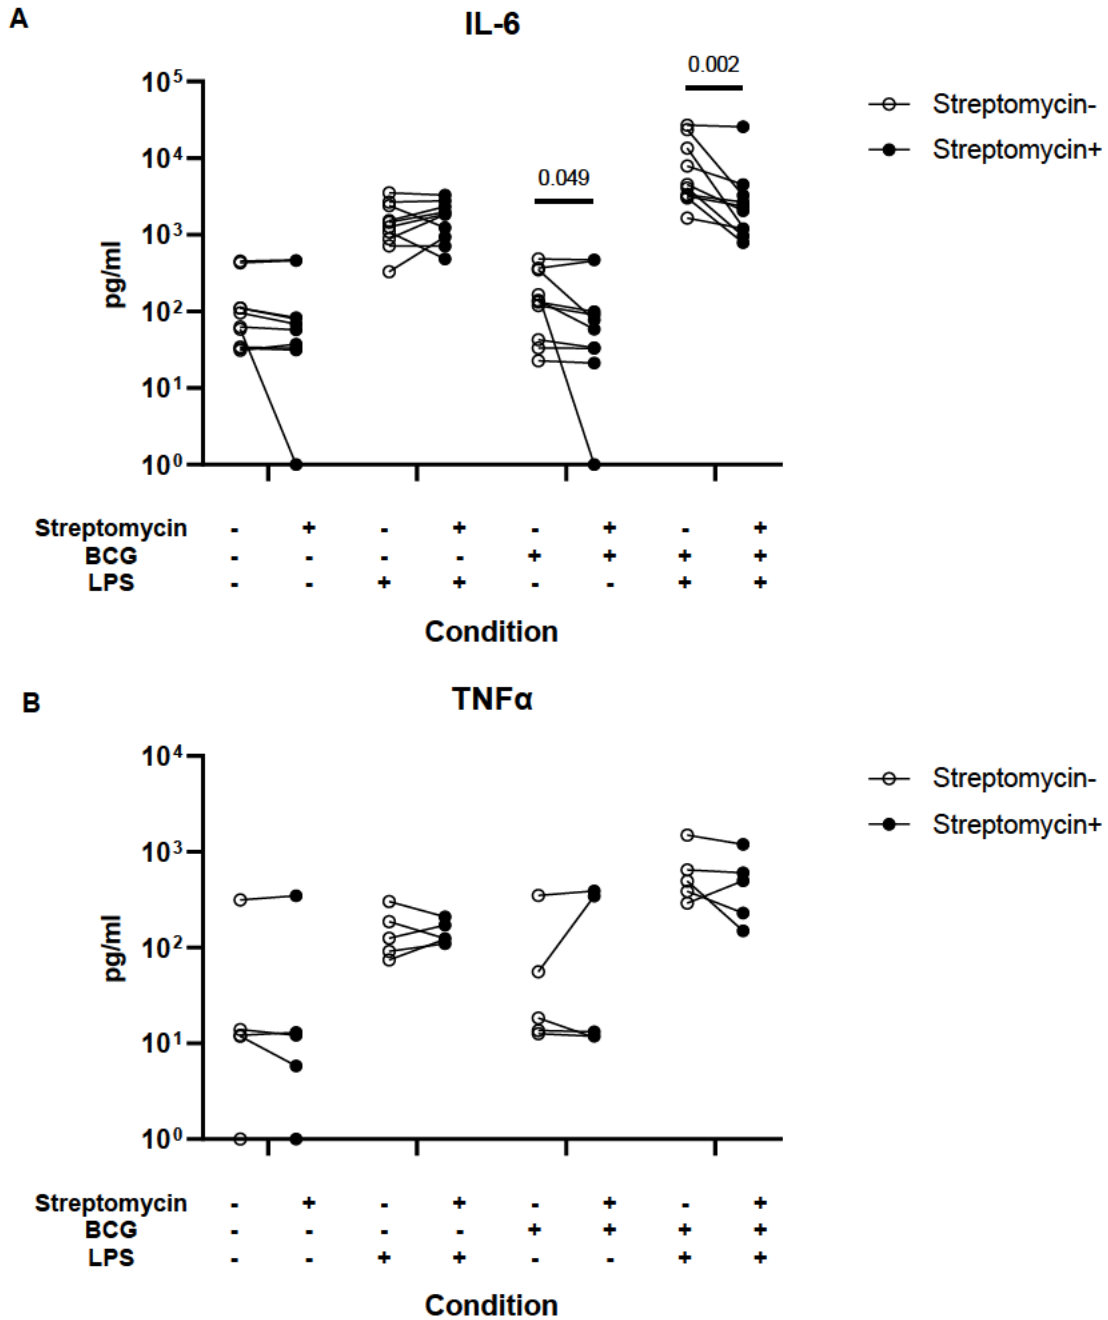 A
IL-6
0.002
0.049
10⁵
10⁴
10³
10²
10¹
10⁰
pg/ml
Streptomycin-
Streptomycin+
Streptomycin - + - + - + - +
BCG - - - - + + + +
LPS - - + + - - + +
Condition
B
TNFα
10⁴
10³
10²
10¹
10⁰
pg/ml
Streptomycin-
Streptomycin+
Streptomycin - + - + - + - +
BCG - - - - + + + +
LPS - - + + - - + +
Condition